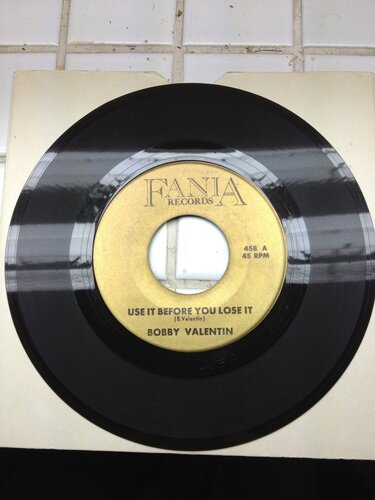 FANIA
RECORDS
458 A
45 RPM
USE IT BEFORE YOU LOSE IT
(B. Valentin)
BOBBY VALENTIN